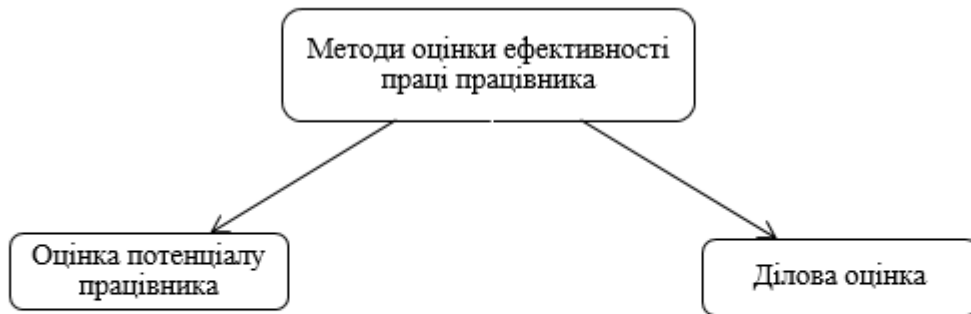 Методи оцінки ефективності
праці працівника
Оцінка потенціалу
працівника
Ділова оцінка